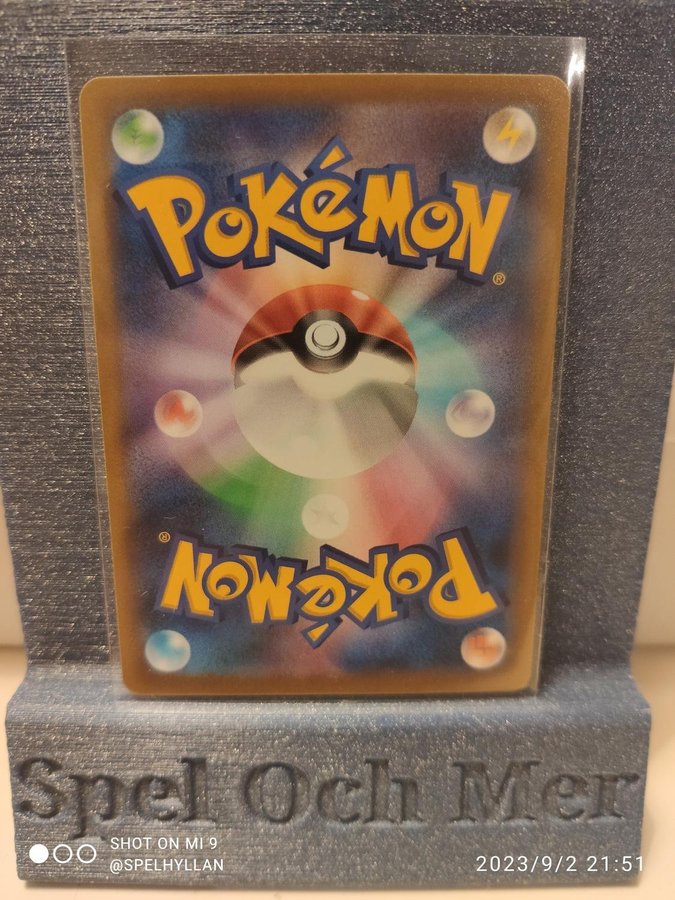 POKéMON
®
®
POKéMON
Spel Och Mer
SHOT ON MI 9
@SPELHYLLAN
2023/9/2 21:51